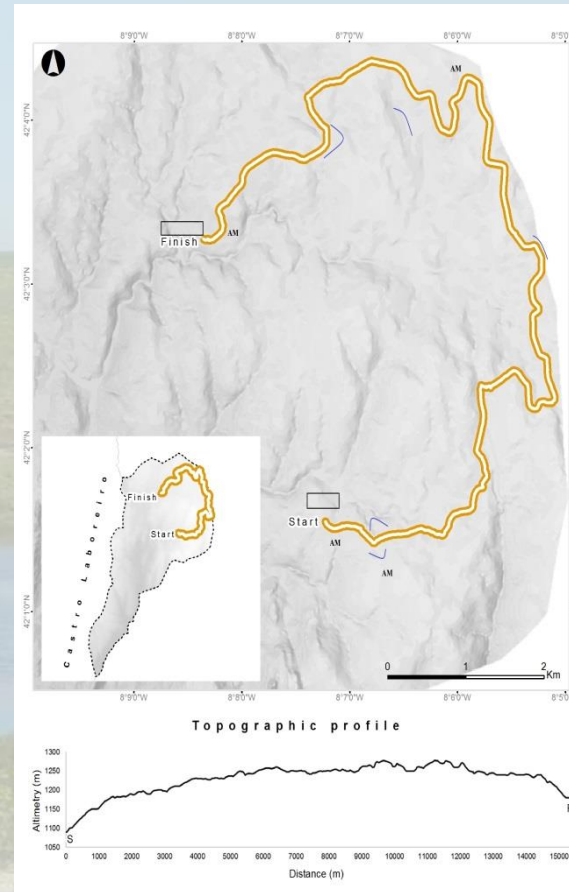 8°9'0"W 8°8'0"W 8°7'0"W 8°6'0"W 8°5'0
42°4'0"N
42°3'0"N
42°2'0"N
42°1'0"N
AM
AM
Finish
Finish
Start
Castro Laboreiro
Start
AM
AM
0 1 2
Km
8°9'0"W 8°8'0"W 8°7'0"W 8°6'0"W 8°5'0
Topographic profile
Altimetry (m)
1300
1250
1200
1150
1100
1050
S
F
0 1000 2000 3000 4000 5000 6000 7000 8000 9000 10000 11000 12000 13000 14000 15000
Distance (m)